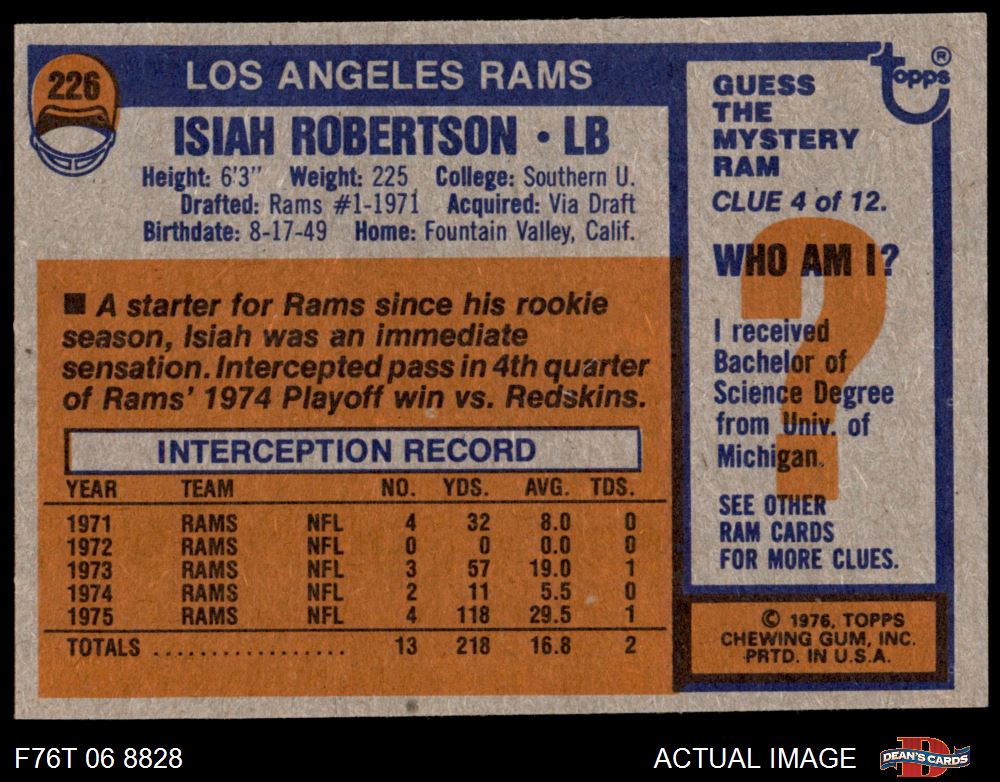 226
LOS ANGELES RAMS
ISIAH ROBERTSON • LB
Height: 6'3" Weight: 225 College: Southern U.
Drafted: Rams #1-1971 Acquired: Via Draft
Birthdate: 8-17-49 Home: Fountain Valley, Calif.
■ A starter for Rams since his rookie
season, Isiah was an immediate
sensation. Intercepted pass in 4th quarter
of Rams' 1974 Playoff win vs. Redskins.
INTERCEPTION RECORD
YEAR TEAM NO. YDS. AVG. TDS.
1971 RAMS NFL 4 32 8.0 0
1972 RAMS NFL 0 0 0.0 0
1973 RAMS NFL 3 57 19.0 1
1974 RAMS NFL 2 11 5.5 0
1975 RAMS NFL 4 118 29.5 1
TOTALS ................. 13 218 16.8 2
topps®
GUESS
THE
MYSTERY
RAM
CLUE 4 of 12.
WHO AM I?
?
I received
Bachelor of
Science Degree
from Univ. of
Michigan.
SEE OTHER
RAM CARDS
FOR MORE CLUES.
© 1976, TOPPS
CHEWING GUM, INC.
PRTD. IN U.S.A.
F76T 06 8828
ACTUAL IMAGE
DEAN'S CARDS